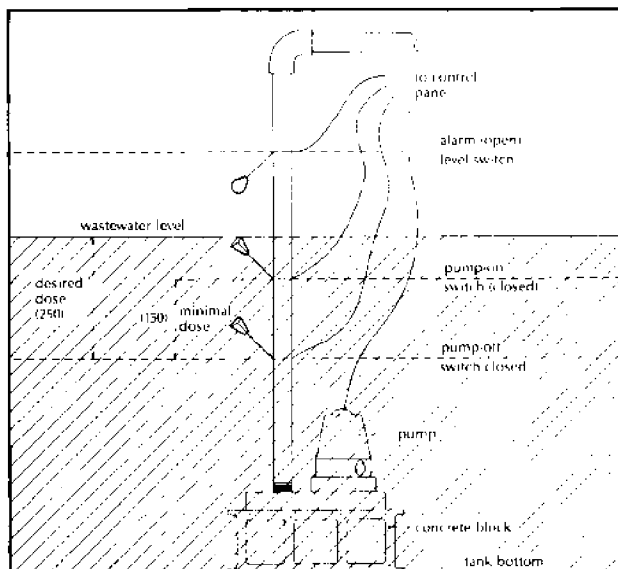 to control
pane
alarm (open)
level switch
wastewater level
desired
dose
(250)
(150)
minimal
dose
pump-on
switch (closed)
pump-off
switch closed
pump
concrete block
tank bottom